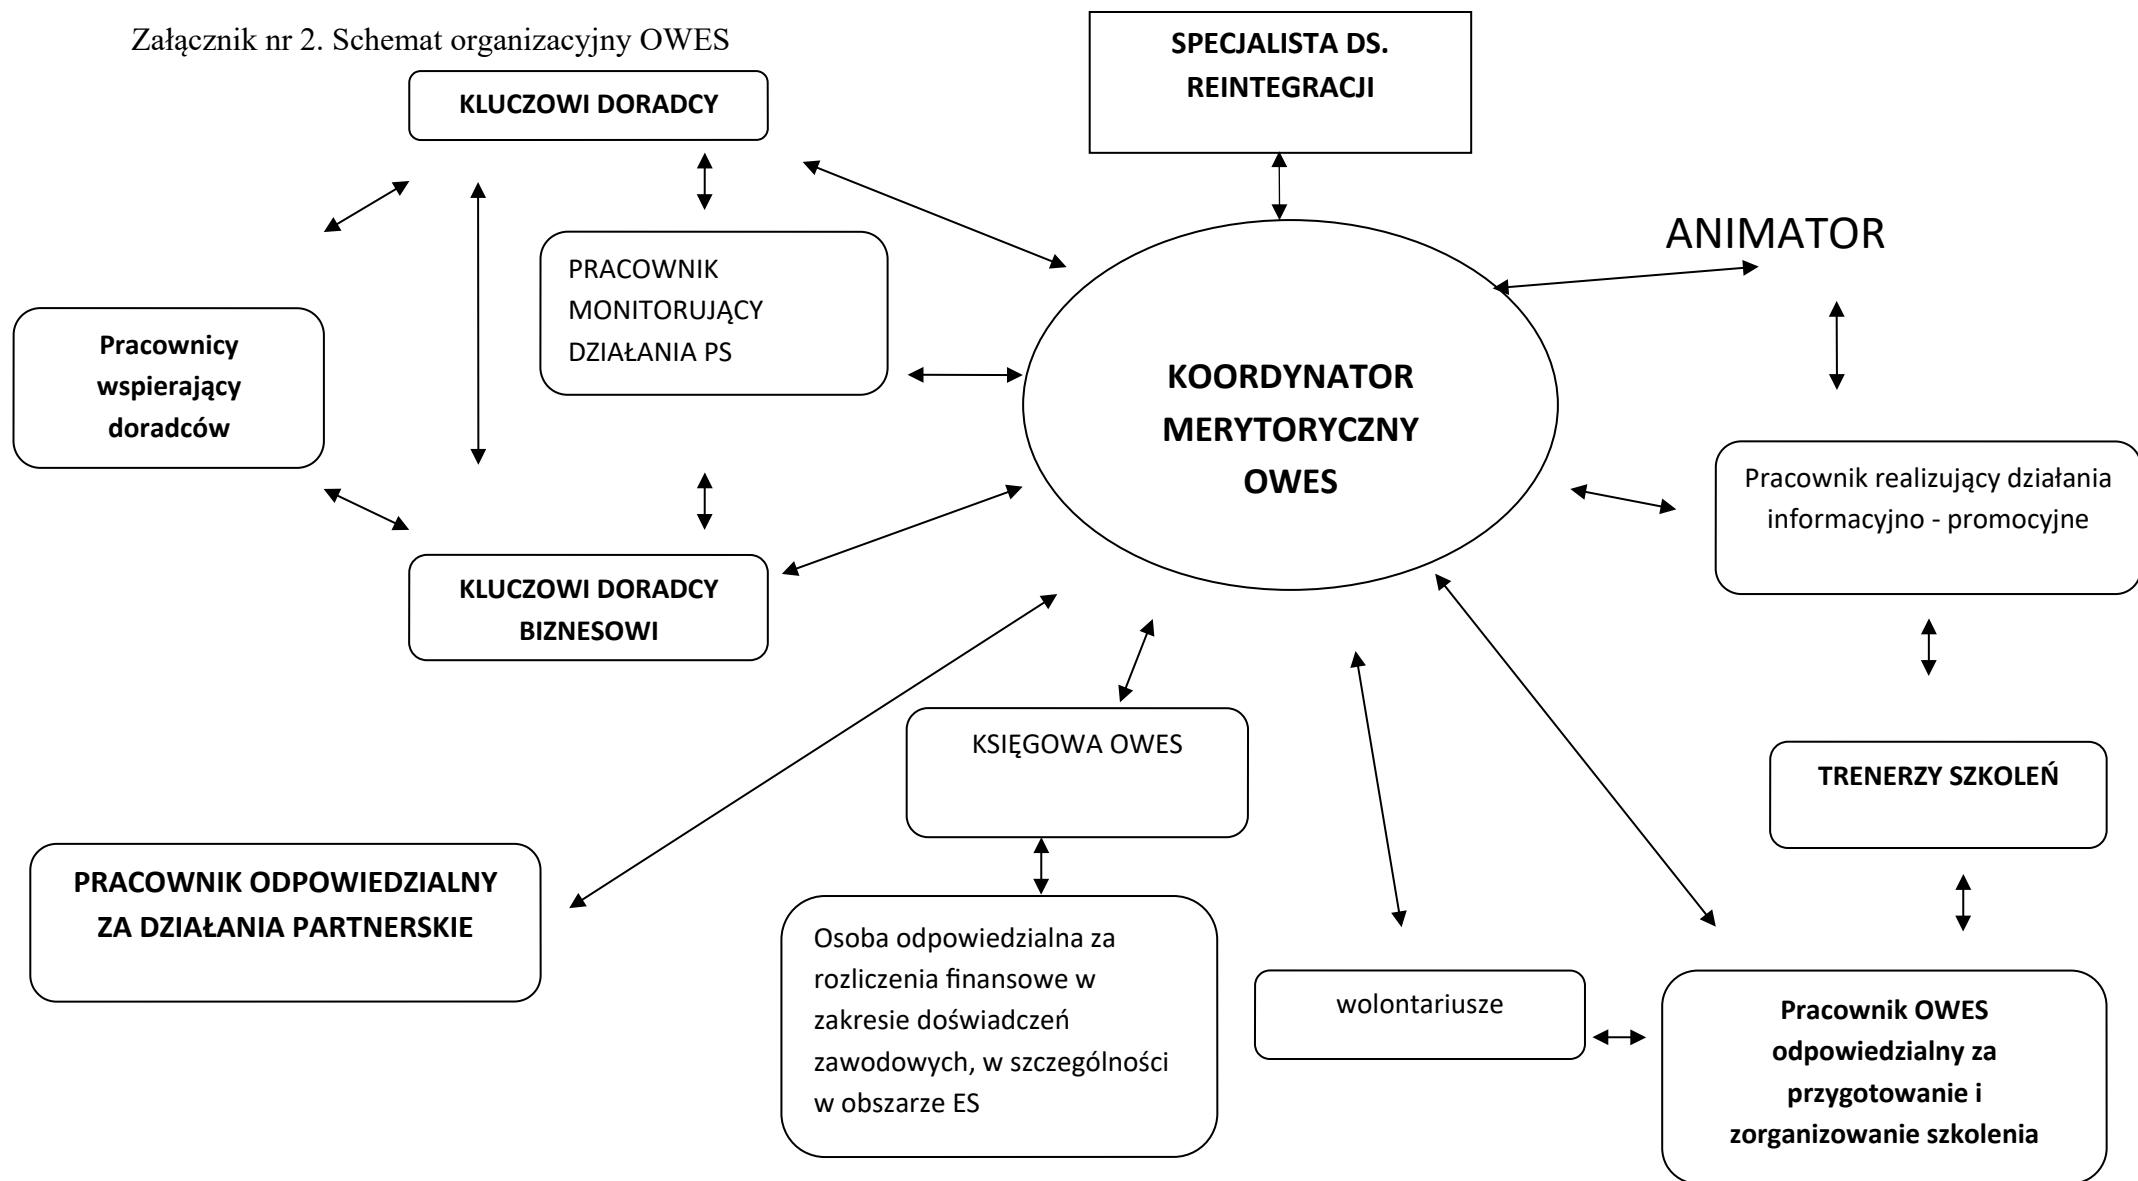 Załącznik nr 2. Schemat organizacyjny OWES
SPECJALISTA DS.
REINTEGRACJI
KLUCZOWI DORADCY
ANIMATOR
PRACOWNIK
MONITORUJĄCY
DZIAŁANIA PS
Pracownicy
wspierający
doradców
KOORDYNATOR
MERYTORYCZNY
OWES
Pracownik realizujący działania
informacyjno - promocyjne
KLUCZOWI DORADCY
BIZNESOWI
KSIĘGOWA OWES
TRENERZY SZKOLEŃ
PRACOWNIK ODPOWIEDZIALNY
ZA DZIAŁANIA PARTNERSKIE
Osoba odpowiedzialna za
rozliczenia finansowe w
zakresie doświadczeń
zawodowych, w szczególności
w obszarze ES
wolontariusze
Pracownik OWES
odpowiedzialny za
przygotowanie i
zorganizowanie szkolenia